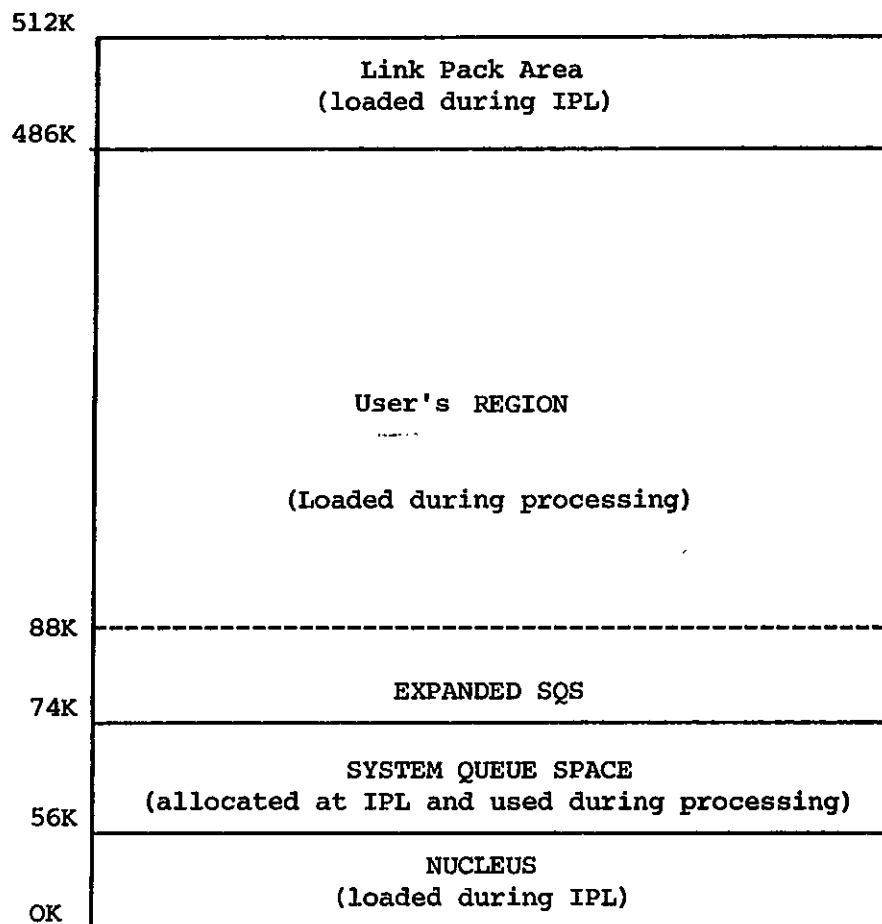 512K
Link Pack Area
(loaded during IPL)
486K
User's REGION
(Loaded during processing)
88K
EXPANDED SQS
74K
SYSTEM QUEUE SPACE
(allocated at IPL and used during processing)
56K
NUCLEUS
(loaded during IPL)
OK